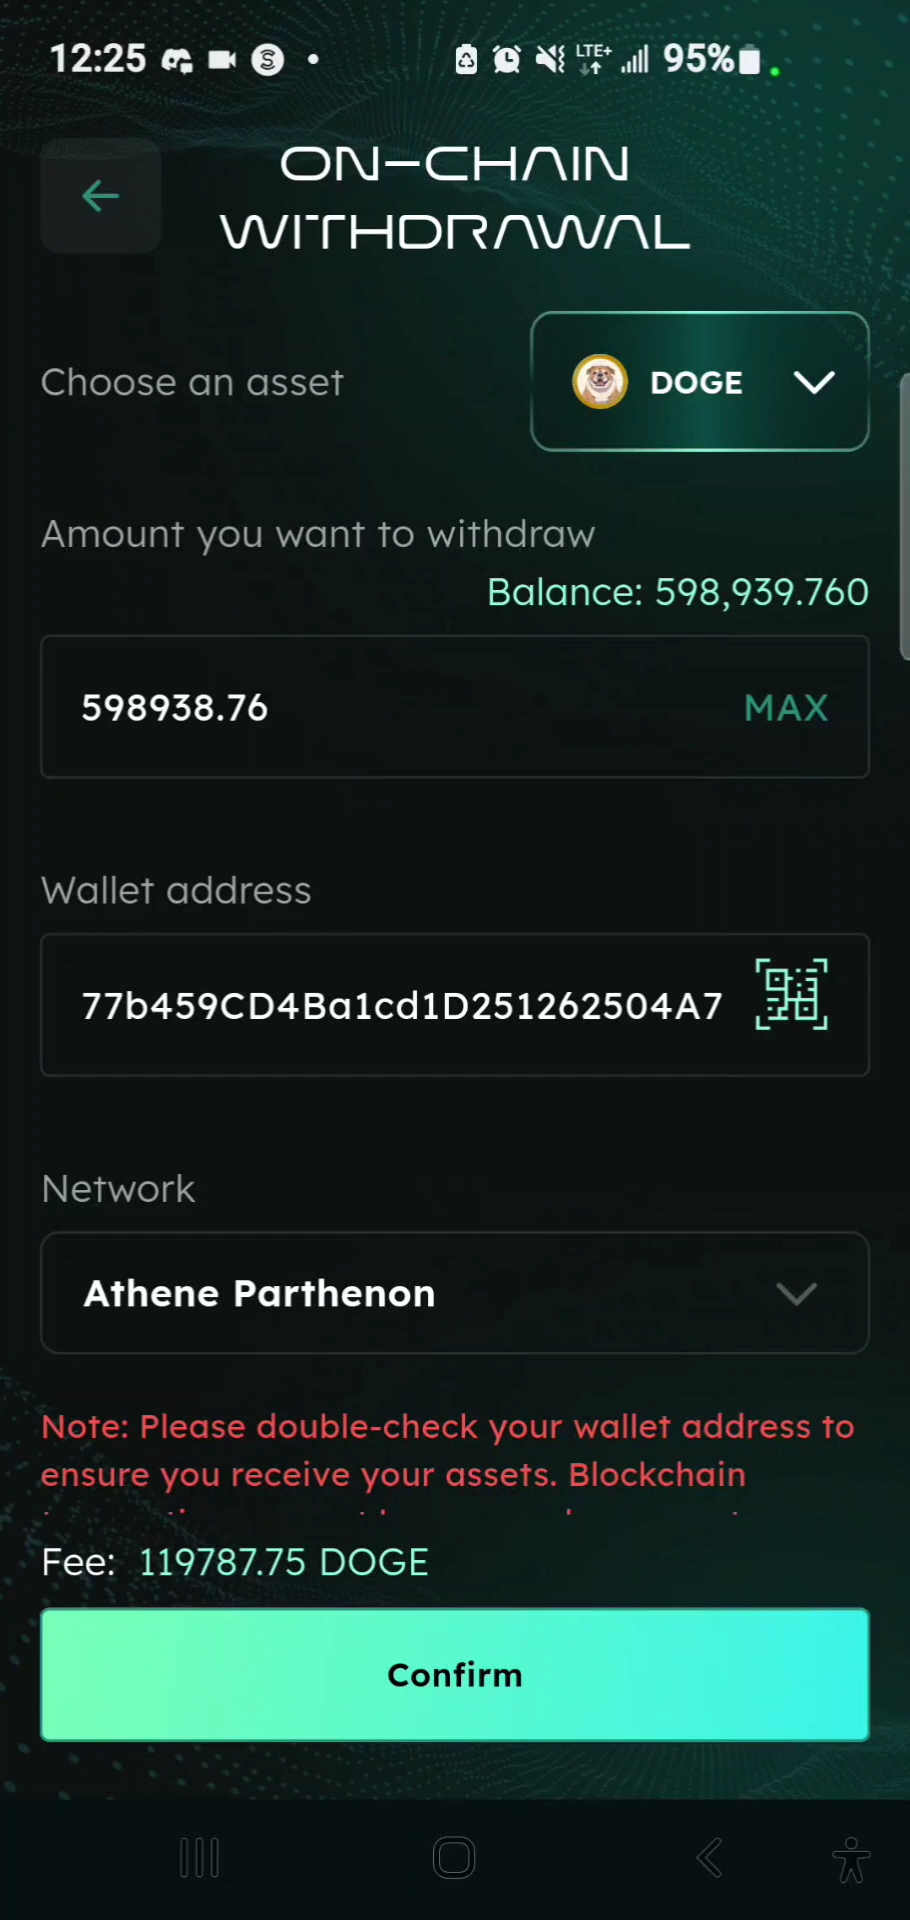 12:25 LTE+ 95%
ON-CHAIN
WITHDRAWAL
Choose an asset
DOGE
Amount you want to withdraw
Balance: 598,939.760
598938.76 MAX
Wallet address
77b459CD4Ba1cd1D251262504A7
Network
Athene Parthenon
Note: Please double-check your wallet address to
ensure you receive your assets. Blockchain
Fee: 119787.75 DOGE
Confirm